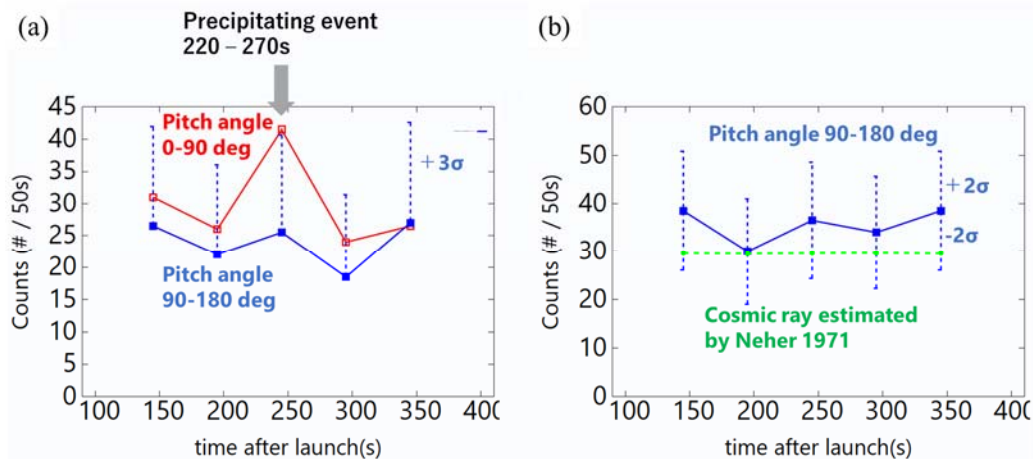 (a)
Precipitating event
220 – 270s
45
40
35
30
25
20
15
10
5
0
Counts (# / 50s)
Pitch angle
0-90 deg
+3σ
Pitch angle
90-180 deg
100 150 200 250 300 350 400
time after launch(s)
(b)
60
50
40
30
20
10
0
Counts (# / 50s)
Pitch angle 90-180 deg
+2σ
-2σ
Cosmic ray estimated
by Neher 1971
100 150 200 250 300 350 400
time after launch(s)